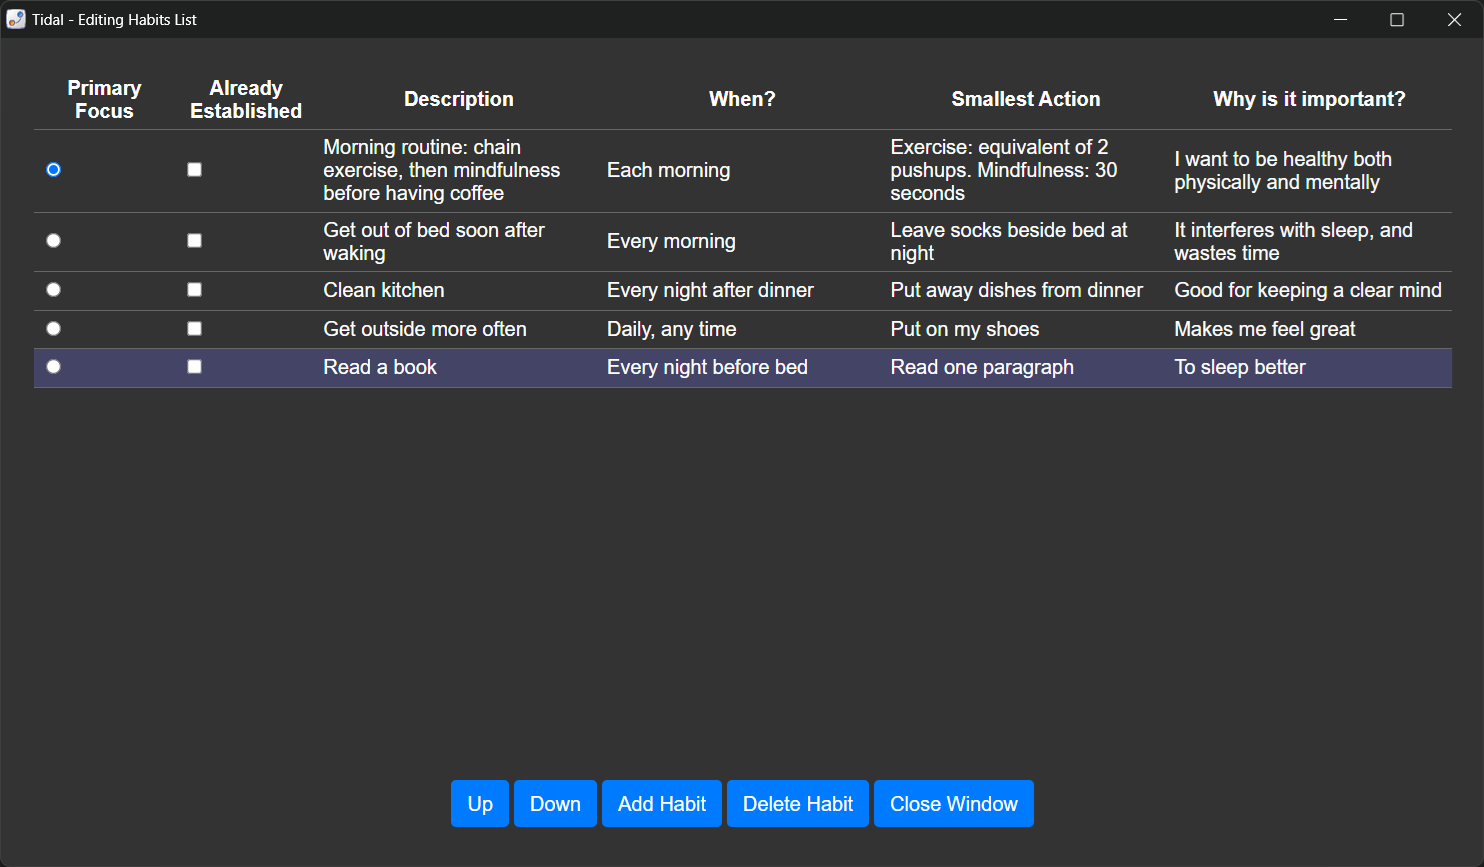 Tidal - Editing Habits List
Primary Focus
Already Established
Description
When?
Smallest Action
Why is it important?
Morning routine: chain
exercise, then mindfulness
before having coffee
Each morning
Exercise: equivalent of 2
pushups. Mindfulness: 30
seconds
I want to be healthy both
physically and mentally
Get out of bed soon after
waking
Every morning
Leave socks beside bed at
night
It interferes with sleep, and
wastes time
Clean kitchen
Every night after dinner
Put away dishes from dinner
Good for keeping a clear mind
Get outside more often
Daily, any time
Put on my shoes
Makes me feel great
Read a book
Every night before bed
Read one paragraph
To sleep better
Up
Down
Add Habit
Delete Habit
Close Window